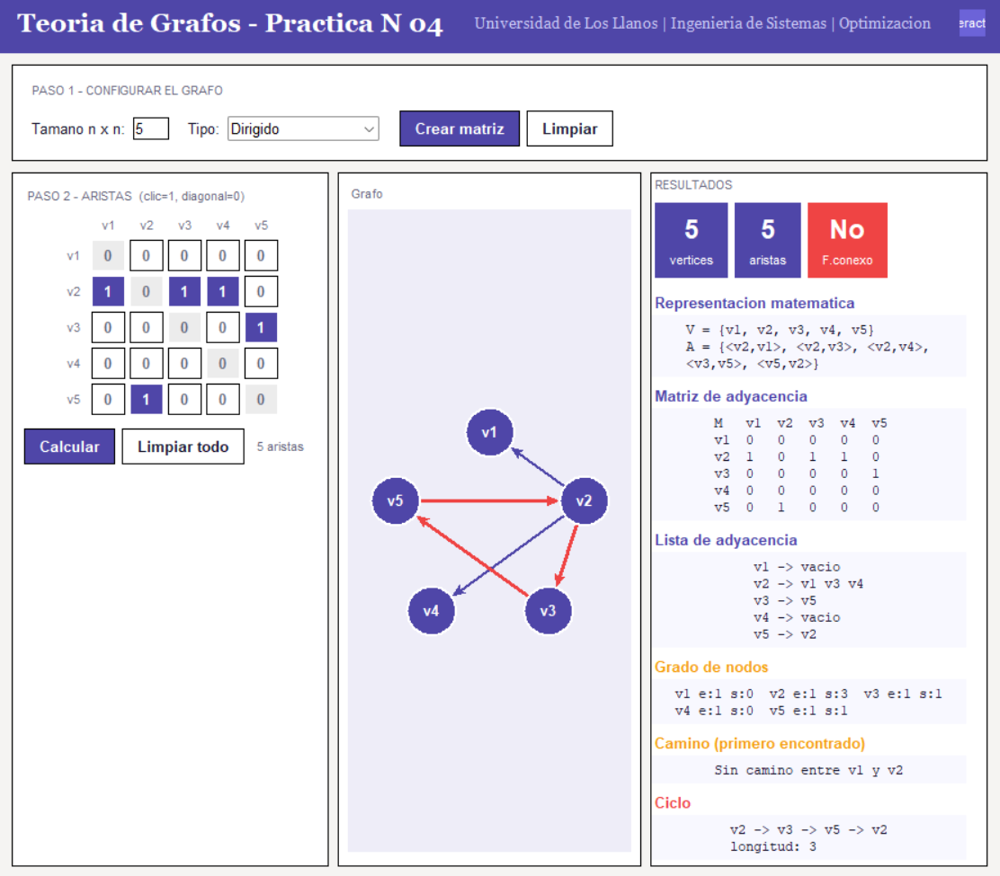 Teoria de Grafos - Practica N 04
Universidad de Los Llanos | Ingenieria de Sistemas | Optimizacion
eract
PASO 1 - CONFIGURAR EL GRAFO
Tamano n x n: 5 Tipo: Dirigido Crear matriz Limpiar
PASO 2 - ARISTAS (clic=1, diagonal=0)
v1 v2 v3 v4 v5
v1 0 0 0 0 0
v2 1 0 1 1 0
v3 0 0 0 0 1
v4 0 0 0 0 0
v5 0 1 0 0 0
Calcular Limpiar todo 5 aristas
Grafo
v1
v5 v2
v4 v3
RESULTADOS
5 5 No
vertices aristas F.conexo
Representacion matematica
V = {v1, v2, v3, v4, v5}
A = {<v2,v1>, <v2,v3>, <v2,v4>,
<v3,v5>, <v5,v2>}
Matriz de adyacencia
M v1 v2 v3 v4 v5
v1 0 0 0 0 0
v2 1 0 1 1 0
v3 0 0 0 0 1
v4 0 0 0 0 0
v5 0 1 0 0 0
Lista de adyacencia
v1 -> vacio
v2 -> v1 v3 v4
v3 -> v5
v4 -> vacio
v5 -> v2
Grado de nodos
v1 e:1 s:0 v2 e:1 s:3 v3 e:1 s:1
v4 e:1 s:0 v5 e:1 s:1
Camino (primero encontrado)
Sin camino entre v1 y v2
Ciclo
v2 -> v3 -> v5 -> v2
longitud: 3